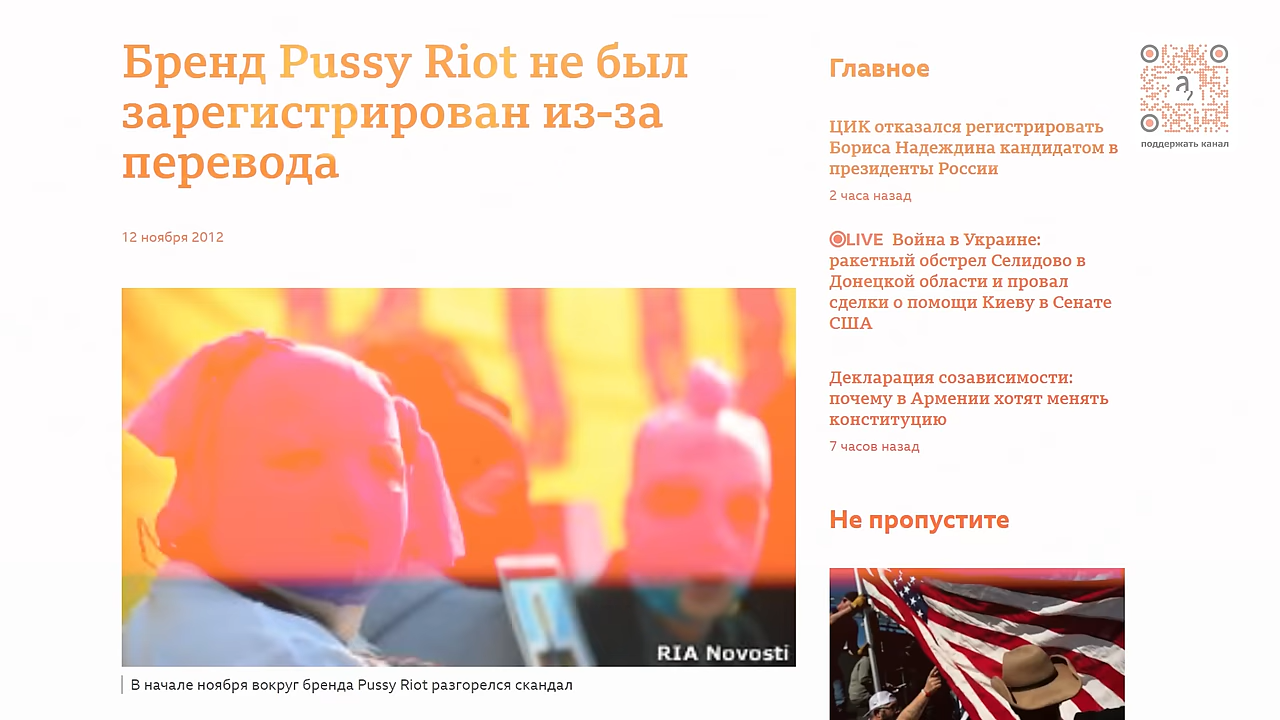 Бренд Pussy Riot не был
зарегистрирован из-за
перевода
12 ноября 2012
RIA Novosti
В начале ноября вокруг бренда Pussy Riot разгорелся скандал
Главное
ЦИК отказался регистрировать
Бориса Надеждина кандидатом в
президенты России
2 часа назад
LIVE Война в Украине:
ракетный обстрел Селидово в
Донецкой области и провал
сделки о помощи Киеву в Сенате
США
Декларация созависимости:
почему в Армении хотят менять
конституцию
7 часов назад
Не пропустите
поддержать канал